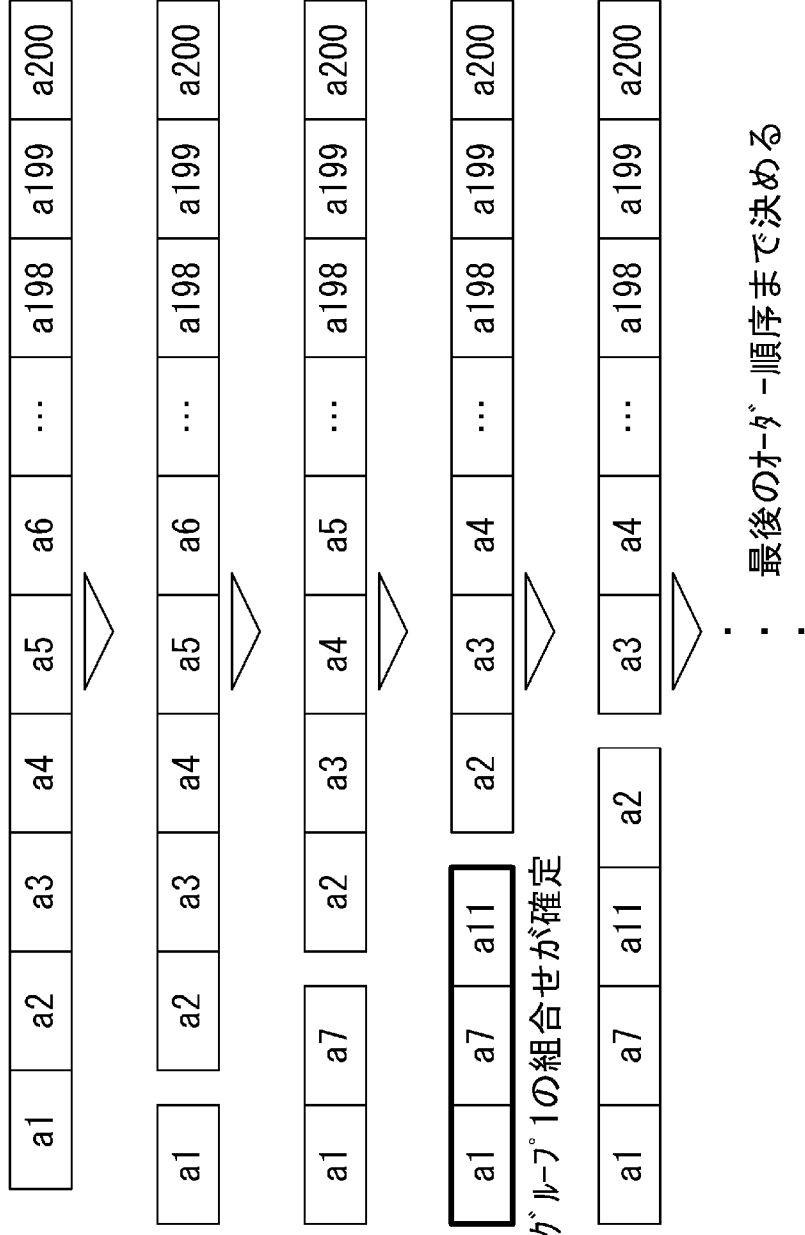 a1 a2 a3 a4 a5 a6 … a198 a199 a200
a1 a2 a3 a4 a5 a6 … a198 a199 a200
a1 a7 a2 a3 a4 a5 … a198 a199 a200
a1 a7 a11 a2 a3 a4 … a198 a199 a200
グループ1の組合せが確定
a1 a7 a11 a2 a3 a4 … a198 a199 a200
最後のオーダー順序まで決める